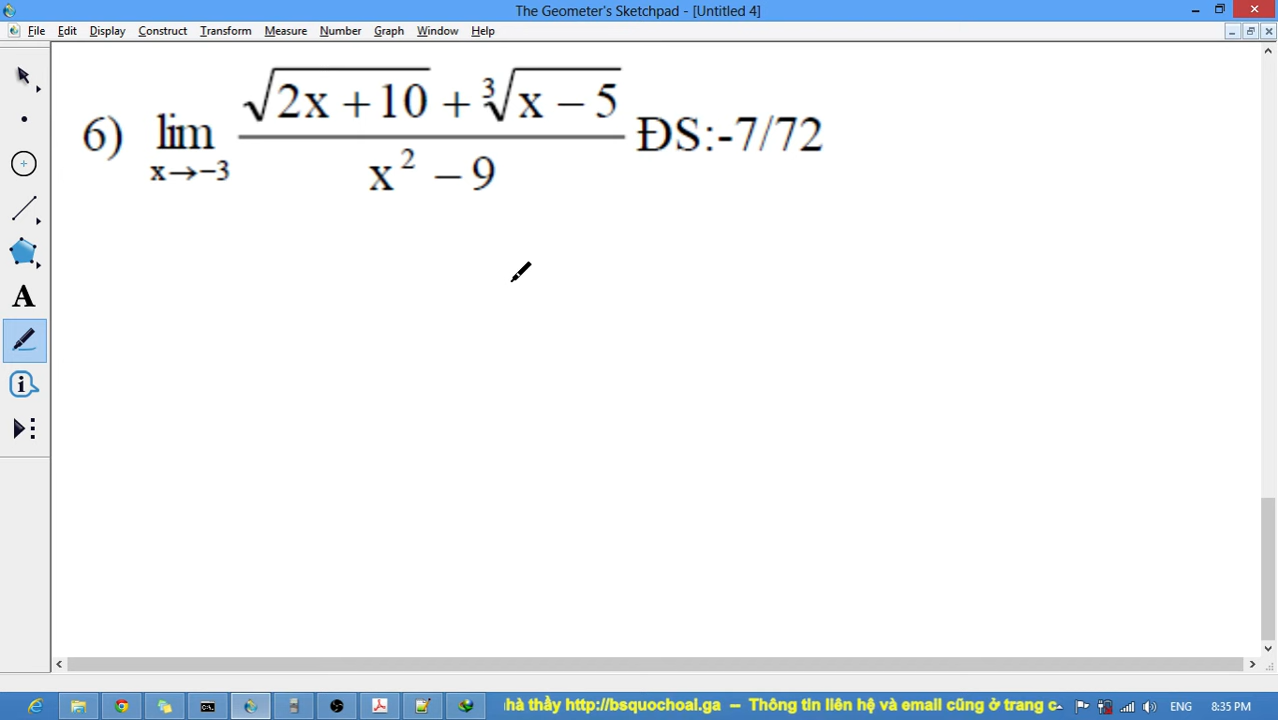 The Geometer's Sketchpad - [Untitled 4]
File Edit Display Construct Transform Measure Number Graph Window Help
6) lim x→−3 (√(2x + 10) + ∛(x − 5)) / (x² − 9) ĐS:-7/72
A
hà thầy http://bsquochoai.ga -- Thông tin liên hệ và email cũng ở trang c
ENG 8:35 PM